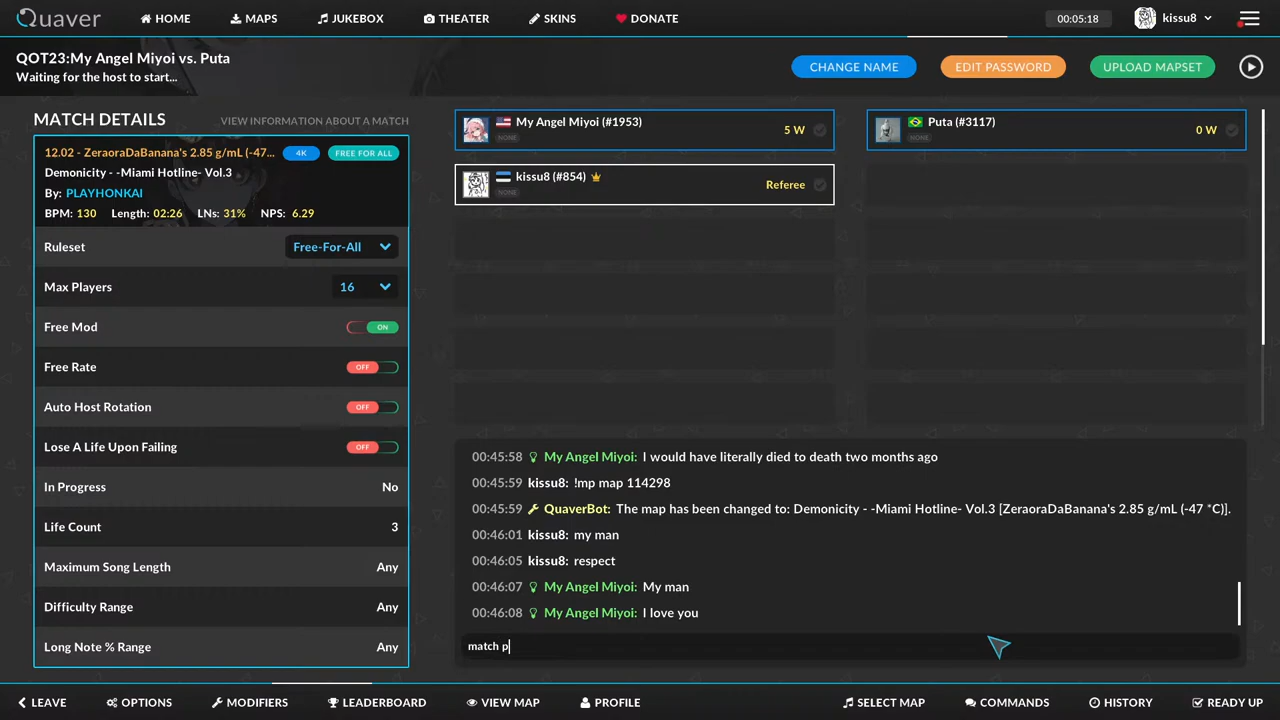 Quaver
HOME
MAPS
JUKEBOX
THEATER
SKINS
DONATE
00:05:18
kissu8
QOT23:My Angel Miyoi vs. Puta
Waiting for the host to start...
CHANGE NAME
EDIT PASSWORD
UPLOAD MAPSET
MATCH DETAILS
VIEW INFORMATION ABOUT A MATCH
12.02 - ZeraoraDaBanana's 2.85 g/mL (-47...
4K
FREE FOR ALL
Demonicity - -Miami Hotline- Vol.3
By: PLAYHONKAI
BPM: 130 Length: 02:26 LNs: 31% NPS: 6.29
Ruleset Free-For-All
Max Players 16
Free Mod ON
Free Rate OFF
Auto Host Rotation OFF
Lose A Life Upon Failing OFF
In Progress No
Life Count 3
Maximum Song Length Any
Difficulty Range Any
Long Note % Range Any
My Angel Miyoi (#1953)
NONE
5 W
Puta (#3117)
NONE
0 W
kissu8 (#854)
NONE
Referee
00:45:58 My Angel Miyoi: I would have literally died to death two months ago
00:45:59 kissu8: !mp map 114298
00:45:59 QuaverBot: The map has been changed to: Demonicity - -Miami Hotline- Vol.3 [ZeraoraDaBanana's 2.85 g/mL (-47 °C)].
00:46:01 kissu8: my man
00:46:05 kissu8: respect
00:46:07 My Angel Miyoi: My man
00:46:08 My Angel Miyoi: I love you
match p
LEAVE
OPTIONS
MODIFIERS
LEADERBOARD
VIEW MAP
PROFILE
SELECT MAP
COMMANDS
HISTORY
READY UP